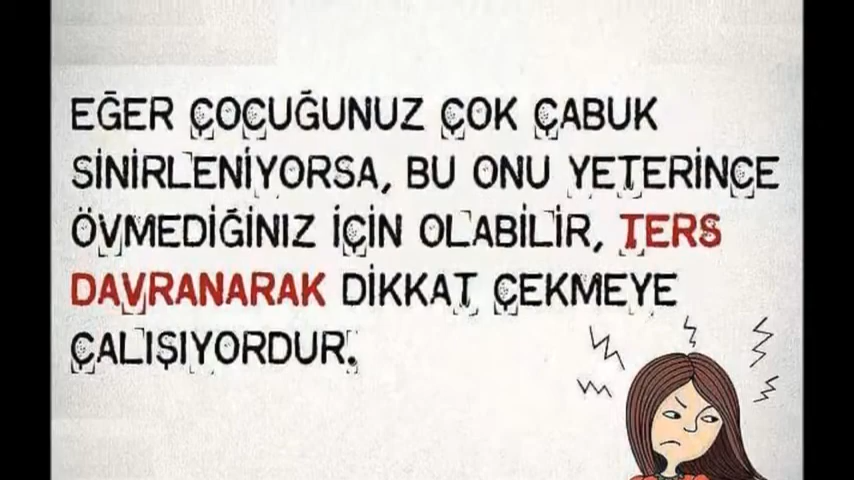 EĞER ÇOCUĞUNUZ ÇOK ÇABUK
SİNİRLENİYORSA, BU ONU YETERİNCE
ÖVMEDİĞİNİZ İÇİN OLABİLİR, TERS
DAVRANARAK DİKKAT ÇEKMEYE
ÇALIŞIYORDUR.